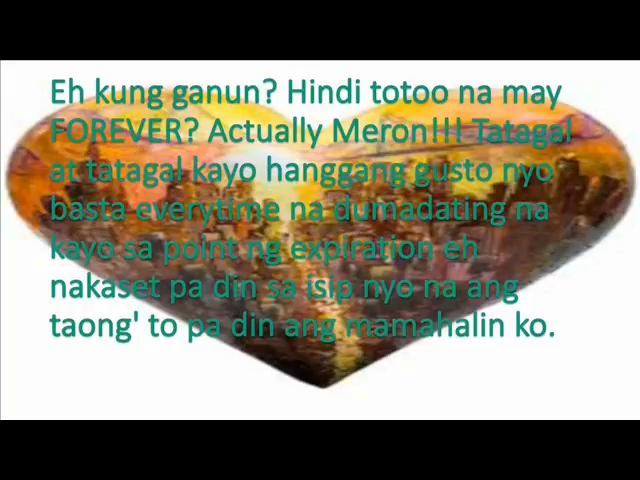 Eh kung ganun? Hindi totoo na may
FOREVER? Actually Meron!!! Tatagal
at tatagal kayo hanggang gusto nyo
basta everytime na dumadating na
kayo sa point ng expiration eh
nakaset pa din sa isip nyo na ang
taong' to pa din ang mamahalin ko.